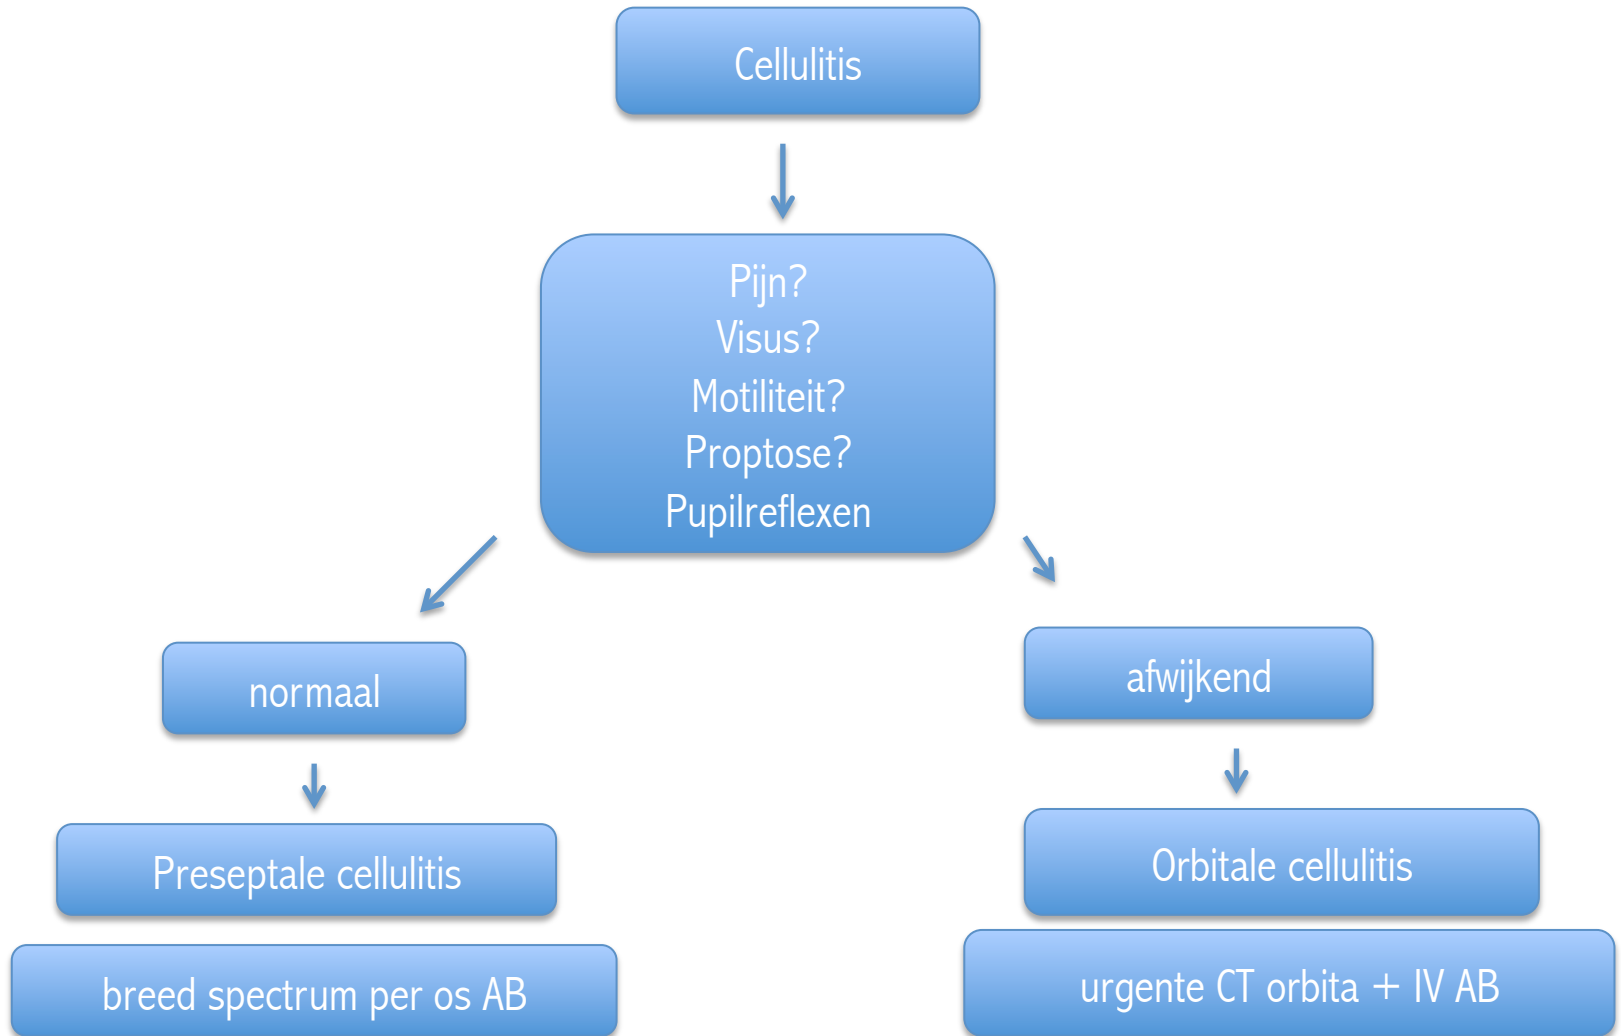 Cellulitis
Pijn?
Visus?
Motiliteit?
Proptose?
Pupilreflexen
normaal
afwijkend
Preseptale cellulitis
Orbitale cellulitis
breed spectrum per os AB
urgente CT orbita + IV AB